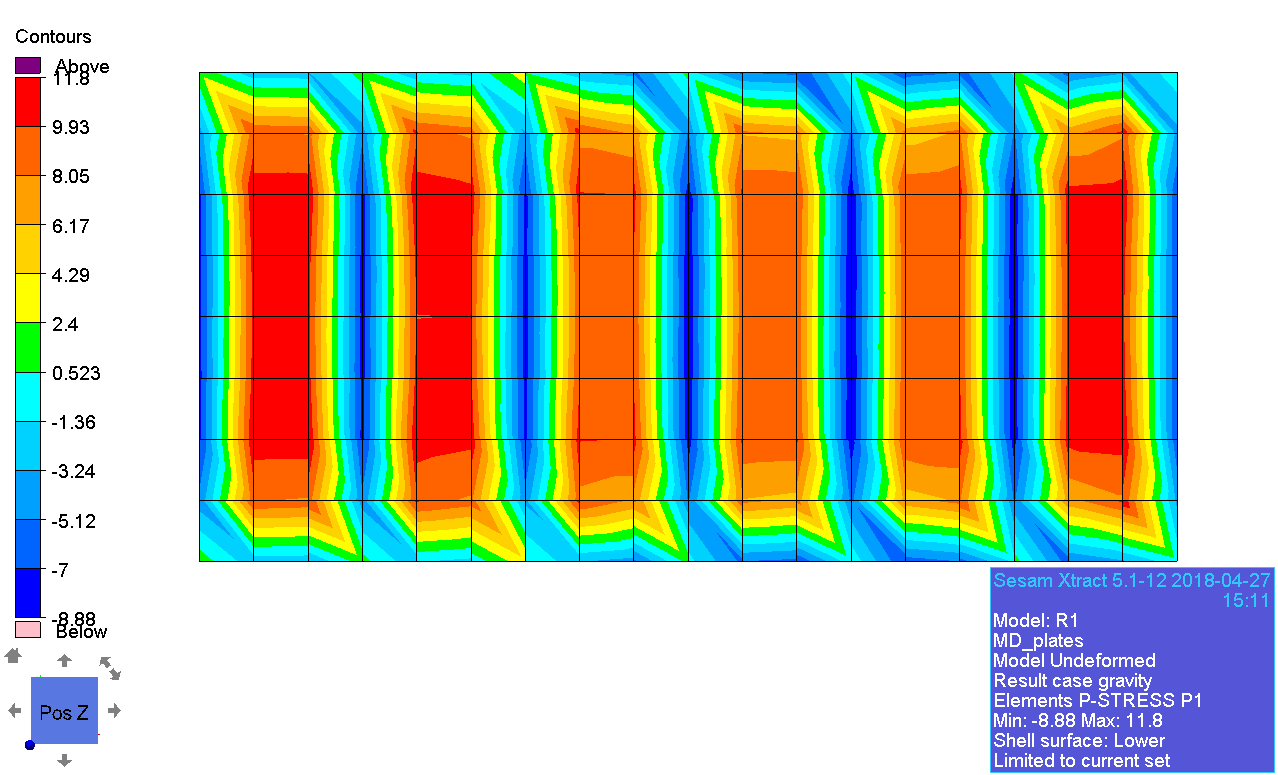 Contours
Above
11.8
9.93
8.05
6.17
4.29
2.4
0.523
-1.36
-3.24
-5.12
-7
-8.88
Below
Pos Z
Sesam Xtract 5.1-12 2018-04-27
15:11
Model: R1
MD_plates
Model Undeformed
Result case gravity
Elements P-STRESS P1
Min: -8.88 Max: 11.8
Shell surface: Lower
Limited to current set